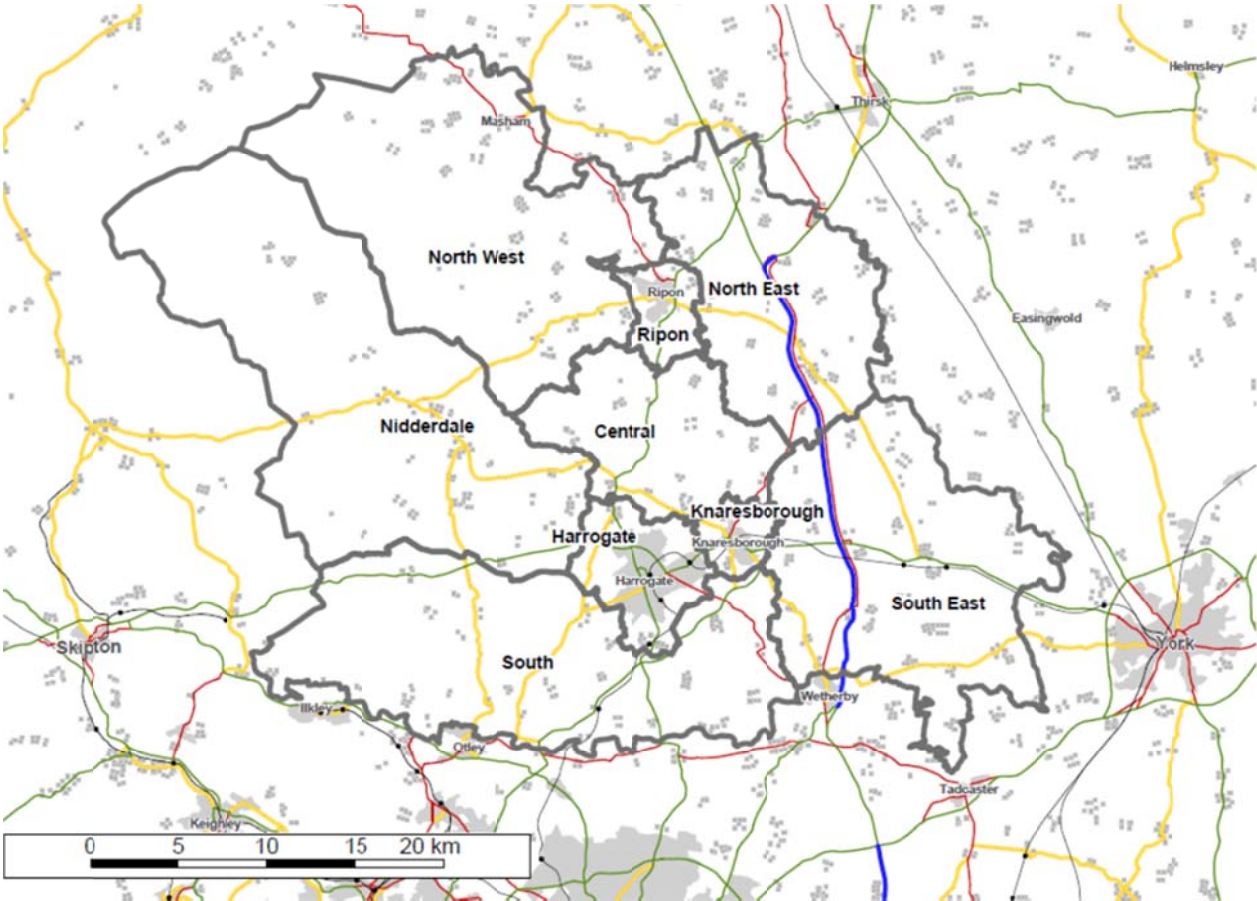 Helmsley
Thirsk
Masham
North West
North East
Ripon
Easingwold
Ripon
Nidderdale
Central
Knaresborough
Harrogate
Knaresborough
Harrogate
South East
York
Skipton
South
Wetherby
Ilkley
Otley
Tadcaster
Keighley
0 5 10 15 20 km